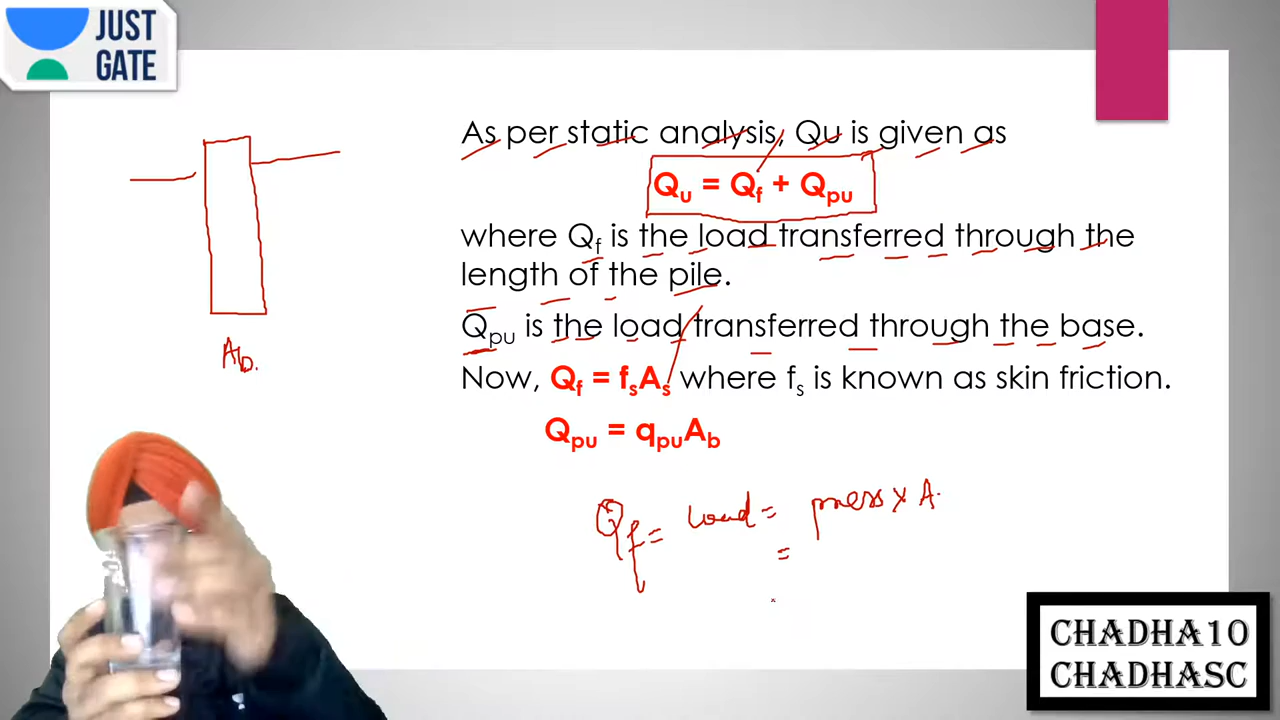 JUST
GATE
As per static analysis, Qu is given as
Qu = Qf + Qpu
where Qf is the load transferred through the
length of the pile.
Qpu is the load transferred through the base.
Now, Qf = fsAs where fs is known as skin friction.
Qpu = qpuAb
Ab.
Qf = load = press × A.
=
CHADHA10
CHADHASC